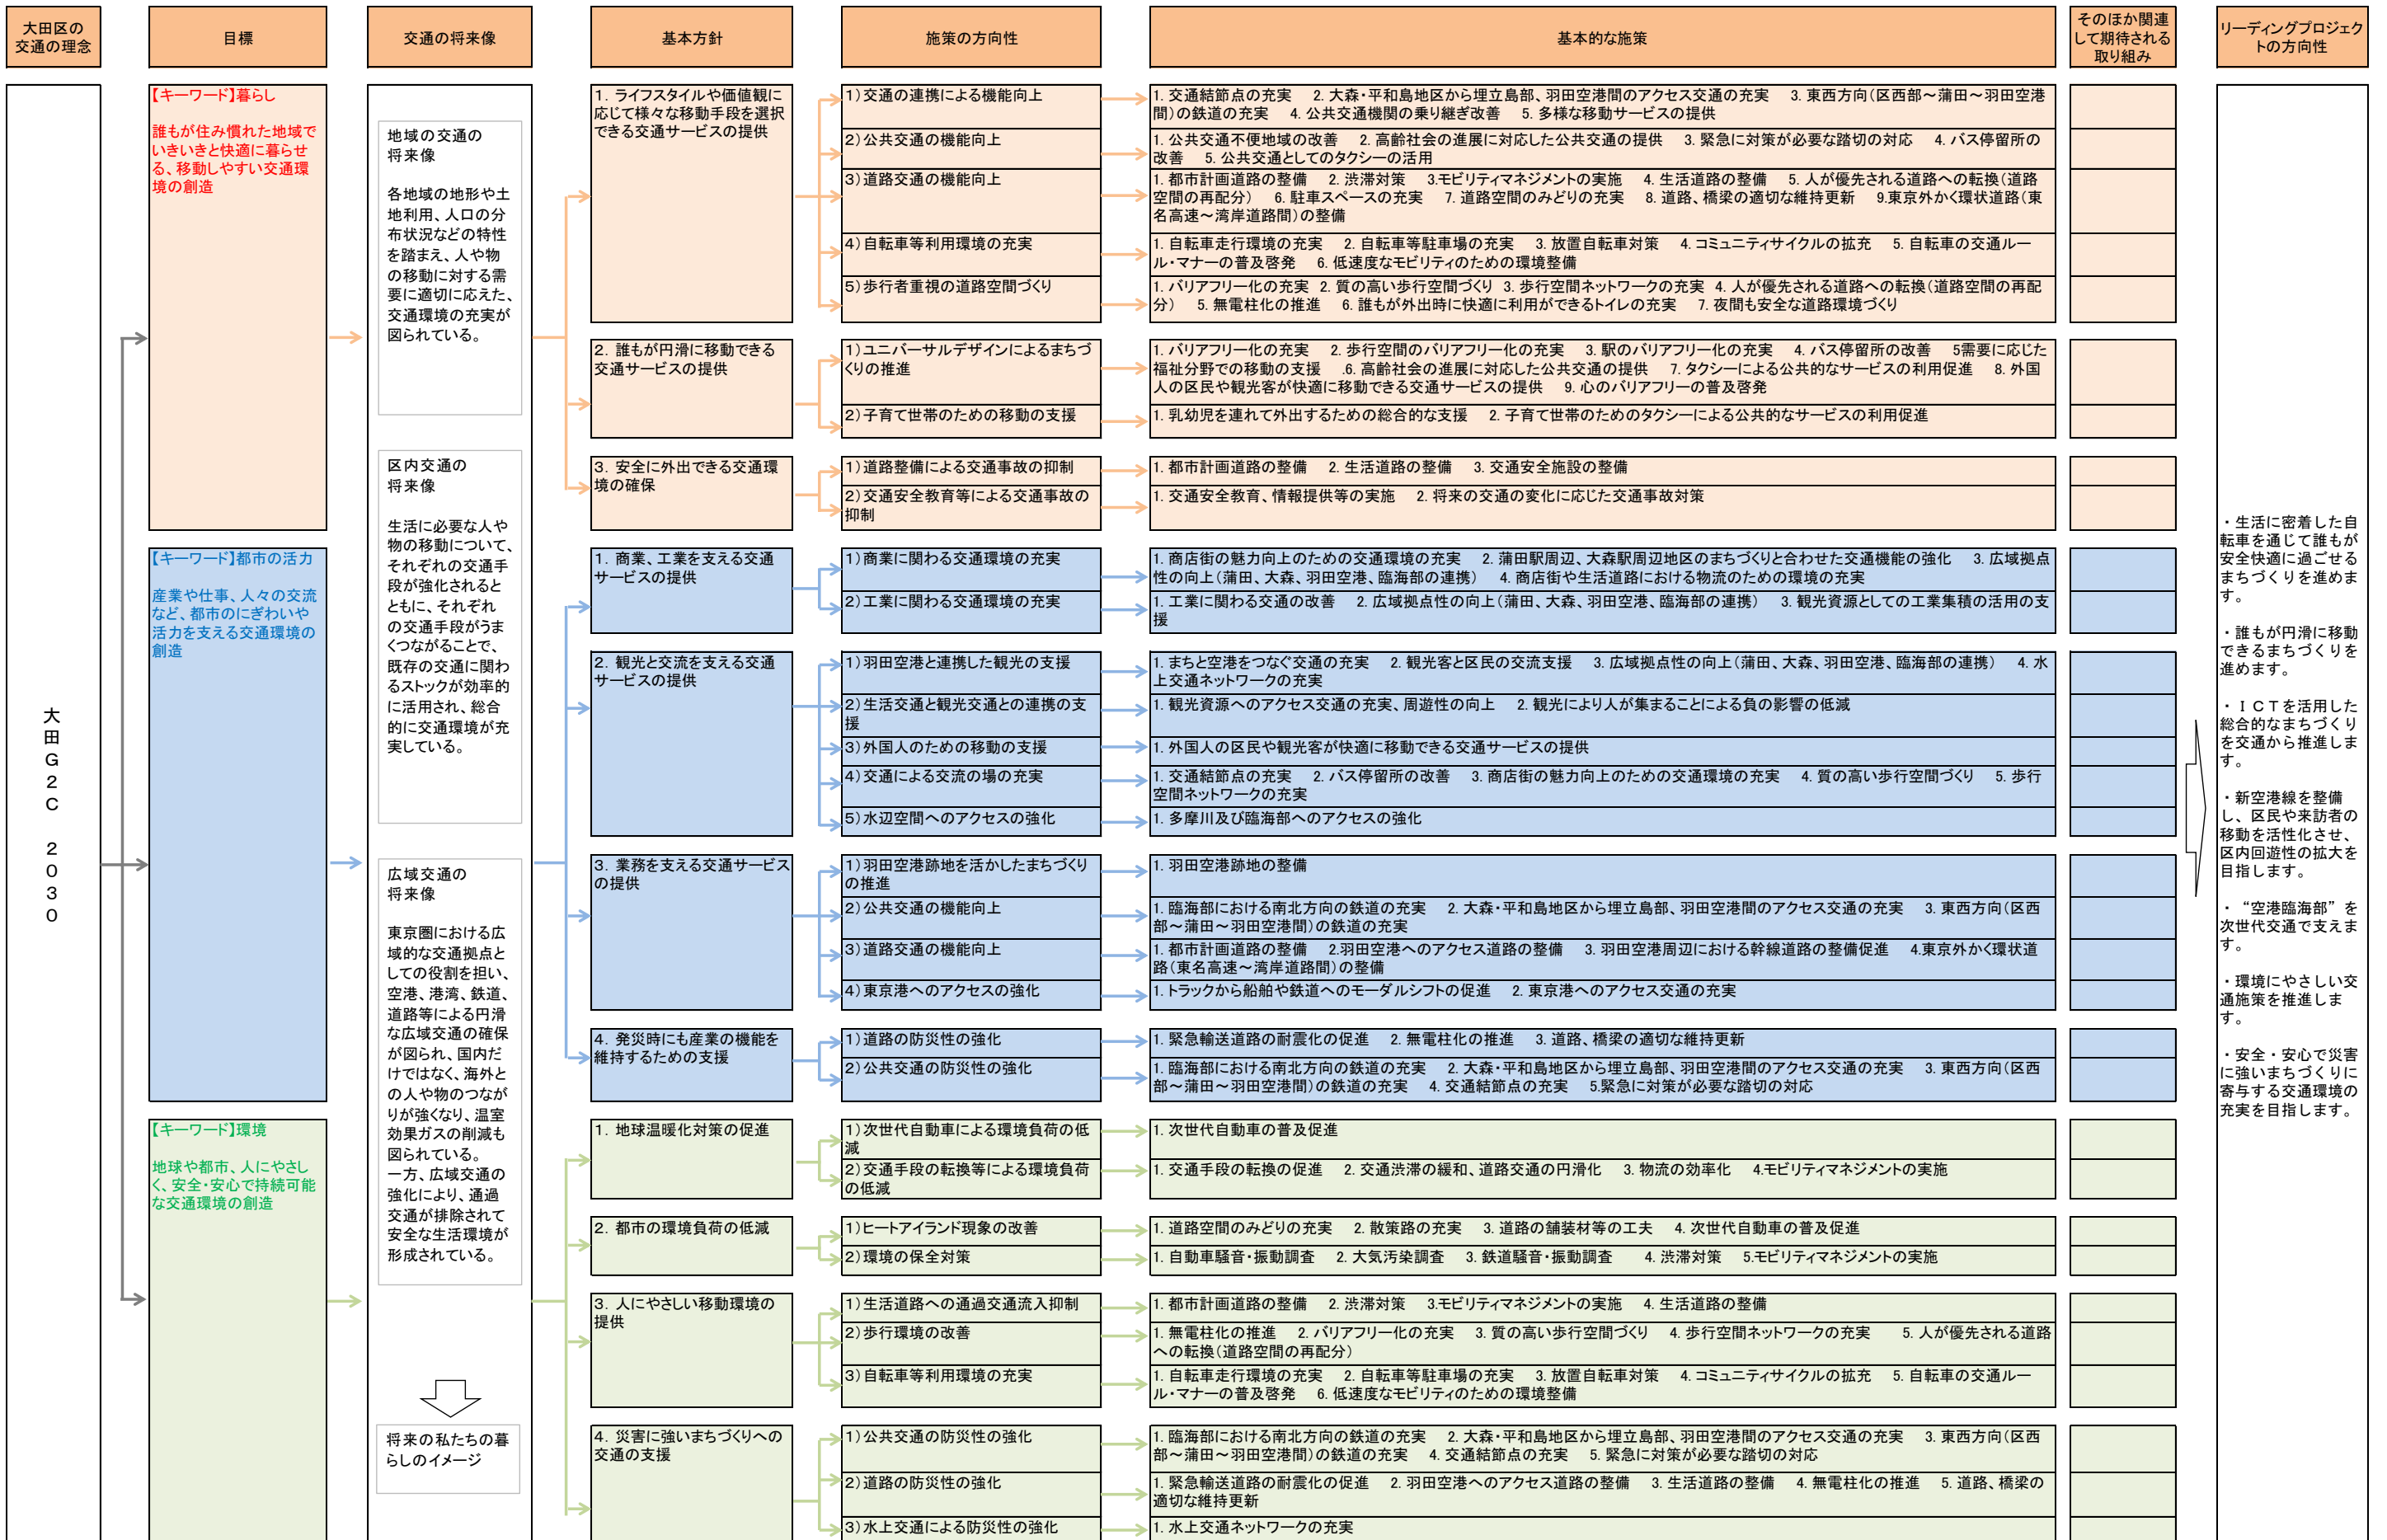 大田区の
交通の理念
目標
交通の将来像
基本方針
施策の方向性
基本的な施策
そのほか関連
して期待される
取り組み
リーディングプロジェク
トの方向性
大田G2C 2030
【キーワード】暮らし
誰もが住み慣れた地域で
いきいきと快適に暮らせ
る、移動しやすい交通環
境の創造
【キーワード】都市の活力
産業や仕事、人々の交流
など、都市のにぎわいや
活力を支える交通環境の
創造
【キーワード】環境
地球や都市、人にやさし
く、安全・安心で持続可能
な交通環境の創造
地域の交通の
将来像
各地域の地形や土
地利用、人口の分
布状況などの特性
を踏まえ、人や物
の移動に対する需
要に適切に応えた、
交通環境の充実が
図られている。
区内交通の
将来像
生活に必要な人や
物の移動について、
それぞれの交通手
段が強化されると
ともに、それぞれ
の交通手段がうま
くつながることで、
既存の交通に関わ
るストックが効率的
に活用され、総合
的に交通環境が充
実している。
広域交通の
将来像
東京圏における広
域的な交通拠点と
しての役割を担い、
空港、港湾、鉄道、
道路等による円滑
な広域交通の確保
が図られ、国内だ
けではなく、海外と
の人や物のつなが
りが強くなり、温室
効果ガスの削減も
図られている。
一方、広域交通の
強化により、通過
交通が排除されて
安全な生活環境が
形成されている。
将来の私たちの暮
らしのイメージ
1. ライフスタイルや価値観に
応じて様々な移動手段を選択
できる交通サービスの提供
1)交通の連携による機能向上
1. 交通結節点の充実 2. 大森・平和島地区から埋立島部、羽田空港間のアクセス交通の充実 3. 東西方向(区西部～蒲田～羽田空港
間)の鉄道の充実 4. 公共交通機関の乗り継ぎ改善 5. 多様な移動サービスの提供
2)公共交通の機能向上
1. 公共交通不便地域の改善 2. 高齢社会の進展に対応した公共交通の提供 3. 緊急に対策が必要な踏切の対応 4. バス停留所の
改善 5. 公共交通としてのタクシーの活用
3)道路交通の機能向上
1. 都市計画道路の整備 2. 渋滞対策 3.モビリティマネジメントの実施 4. 生活道路の整備 5. 人が優先される道路への転換(道路
空間の再配分) 6. 駐車スペースの充実 7. 道路空間のみどりの充実 8. 道路、橋梁の適切な維持更新 9.東京外かく環状道路(東
名高速～湾岸道路間)の整備
4)自転車等利用環境の充実
1. 自転車走行環境の充実 2. 自転車等駐車場の充実 3. 放置自転車対策 4.コミュニティサイクルの拡充 5. 自転車の交通ルー
ル・マナーの普及啓発 6. 低速度なモビリティのための環境整備
5)歩行者重視の道路空間づくり
1. バリアフリー化の充実 2. 質の高い歩行空間づくり 3. 歩行空間ネットワークの充実 4. 人が優先される道路への転換(道路空間の再配
分) 5. 無電柱化の推進 6. 誰もが外出時に快適に利用ができるトイレの充実 7. 夜間も安全な道路環境づくり
2. 誰もが円滑に移動できる
交通サービスの提供
1)ユニバーサルデザインによるまちづ
くりの推進
1. バリアフリー化の充実 2. 歩行空間のバリアフリー化の充実 3. 駅のバリアフリー化の充実 4. バス停留所の改善 5需要に応じた
福祉分野での移動の支援 .6. 高齢社会の進展に対応した公共交通の提供 7. タクシーによる公共的なサービスの利用促進 8. 外国
人の区民や観光客が快適に移動できる交通サービスの提供 9. 心のバリアフリーの普及啓発
2)子育て世帯のための移動の支援
1. 乳幼児を連れて外出するための総合的な支援 2. 子育て世帯のためのタクシーによる公共的なサービスの利用促進
3. 安全に外出できる交通環
境の確保
1)道路整備による交通事故の抑制
1. 都市計画道路の整備 2. 生活道路の整備 3. 交通安全施設の整備
2)交通安全教育等による交通事故の
抑制
1. 交通安全教育、情報提供等の実施 2. 将来の交通の変化に応じた交通事故対策
1. 商業、工業を支える交通
サービスの提供
1)商業に関わる交通環境の充実
1. 商店街の魅力向上のための交通環境の充実 2. 蒲田駅周辺、大森駅周辺地区のまちづくりと合わせた交通機能の強化 3. 広域拠点
性の向上(蒲田、大森、羽田空港、臨海部の連携) 4. 商店街や生活道路における物流のための環境の充実
2)工業に関わる交通環境の充実
1. 工業に関わる交通の改善 2. 広域拠点性の向上(蒲田、大森、羽田空港、臨海部の連携) 3. 観光資源としての工業集積の活用の支
援
2. 観光と交流を支える交通
サービスの提供
1)羽田空港と連携した観光の支援
1. まちと空港をつなぐ交通の充実 2. 観光客と区民の交流支援 3. 広域拠点性の向上(蒲田、大森、羽田空港、臨海部の連携) 4. 水
上交通ネットワークの充実
2)生活交通と観光交通との連携の支
援
1. 観光資源へのアクセス交通の充実、周遊性の向上 2. 観光により人が集まることによる負の影響の低減
3)外国人のための移動の支援
1. 外国人の区民や観光客が快適に移動できる交通サービスの提供
4)交通による交流の場の充実
1. 交通結節点の充実 2. バス停留所の改善 3. 商店街の魅力向上のための交通環境の充実 4. 質の高い歩行空間づくり 5. 歩行
空間ネットワークの充実
5)水辺空間へのアクセスの強化
1. 多摩川及び臨海部へのアクセスの強化
3. 業務を支える交通サービス
の提供
1)羽田空港跡地を活かしたまちづくり
の推進
1. 羽田空港跡地の整備
2)公共交通の機能向上
1. 臨海部における南北方向の鉄道の充実 2. 大森・平和島地区から埋立島部、羽田空港間のアクセス交通の充実 3. 東西方向(区西
部～蒲田～羽田空港間)の鉄道の充実
3)道路交通の機能向上
1. 都市計画道路の整備 2.羽田空港へのアクセス道路の整備 3. 羽田空港周辺における幹線道路の整備促進 4.東京外かく環状道
路(東名高速～湾岸道路間)の整備
4)東京港へのアクセスの強化
1.トラックから船舶や鉄道へのモーダルシフトの促進 2. 東京港へのアクセス交通の充実
4. 発災時にも産業の機能を
維持するための支援
1)道路の防災性の強化
1. 緊急輸送道路の耐震化の促進 2. 無電柱化の推進 3. 道路、橋梁の適切な維持更新
2)公共交通の防災性の強化
1. 臨海部における南北方向の鉄道の充実 2. 大森・平和島地区から埋立島部、羽田空港間のアクセス交通の充実 3. 東西方向(区西
部～蒲田～羽田空港間)の鉄道の充実 4. 交通結節点の充実 5.緊急に対策が必要な踏切の対応
1. 地球温暖化対策の促進
1)次世代自動車による環境負荷の低
減
1. 次世代自動車の普及促進
2)交通手段の転換等による環境負荷
の低減
1. 交通手段の転換の促進 2. 交通渋滞の緩和、道路交通の円滑化 3. 物流の効率化 4.モビリティマネジメントの実施
2. 都市の環境負荷の低減
1)ヒートアイランド現象の改善
1. 道路空間のみどりの充実 2. 散策路の充実 3. 道路の舗装材等の工夫 4. 次世代自動車の普及促進
2)環境の保全対策
1. 自動車騒音・振動調査 2. 大気汚染調査 3. 鉄道騒音・振動調査 4. 渋滞対策 5.モビリティマネジメントの実施
3. 人にやさしい移動環境の
提供
1)生活道路への通過交通流入抑制
1. 都市計画道路の整備 2. 渋滞対策 3.モビリティマネジメントの実施 4. 生活道路の整備
2)歩行環境の改善
1. 無電柱化の推進 2. バリアフリー化の充実 3. 質の高い歩行空間づくり 4. 歩行空間ネットワークの充実 5. 人が優先される道路
への転換(道路空間の再配分)
3)自転車等利用環境の充実
1. 自転車走行環境の充実 2. 自転車等駐車場の充実 3. 放置自転車対策 4.コミュニティサイクルの拡充 5. 自転車の交通ルー
ル・マナーの普及啓発 6. 低速度なモビリティのための環境整備
4. 災害に強いまちづくりへの
交通の支援
1)公共交通の防災性の強化
1. 臨海部における南北方向の鉄道の充実 2. 大森・平和島地区から埋立島部、羽田空港間のアクセス交通の充実 3. 東西方向(区西
部～蒲田～羽田空港間)の鉄道の充実 4. 交通結節点の充実 5. 緊急に対策が必要な踏切の対応
2)道路の防災性の強化
1. 緊急輸送道路の耐震化の促進 2. 羽田空港へのアクセス道路の整備 3. 生活道路の整備 4. 無電柱化の推進 5. 道路、橋梁の
適切な維持更新
3)水上交通による防災性の強化
1. 水上交通ネットワークの充実
・生活に密着した自
転車を通じて誰もが
安全快適に過ごせる
まちづくりを進めま
す。
・誰もが円滑に移動
できるまちづくりを
進めます。
・ＩＣＴを活用した
総合的なまちづくり
を交通から推進しま
す。
・新空港線を整備
し、区民や来訪者の
移動を活性化させ、
区内回遊性の拡大を
目指します。
・“空港臨海部”を
次世代交通で支えま
す。
・環境にやさしい交
通施策を推進しま
す。
・安全・安心で災害
に強いまちづくりに
寄与する交通環境の
充実を目指します。